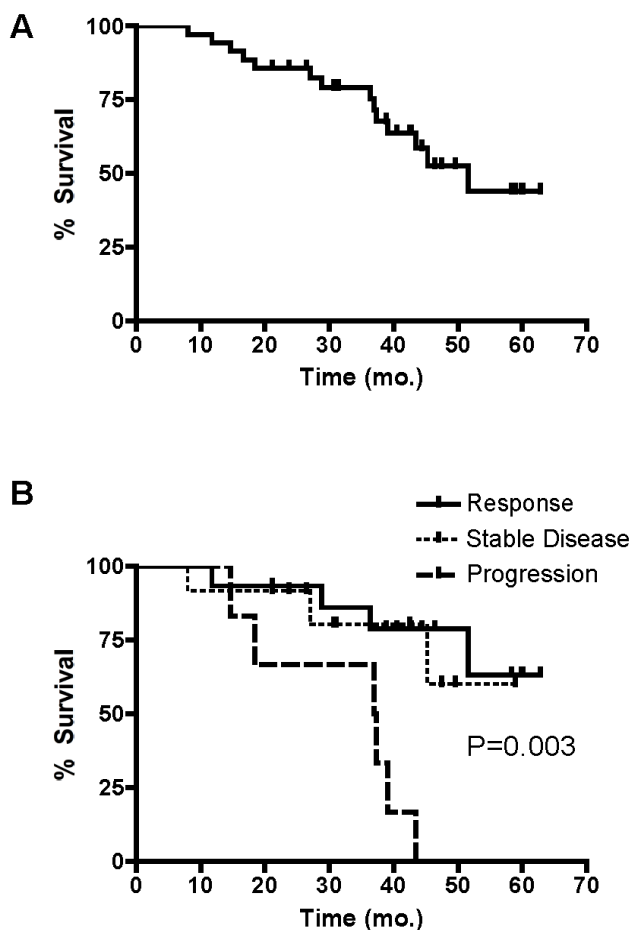 A
% Survival
100
75
50
25
0
0 10 20 30 40 50 60 70
Time (mo.)
B
Response
Stable Disease
Progression
% Survival
100
75
50
25
0
P=0.003
0 10 20 30 40 50 60 70
Time (mo.)